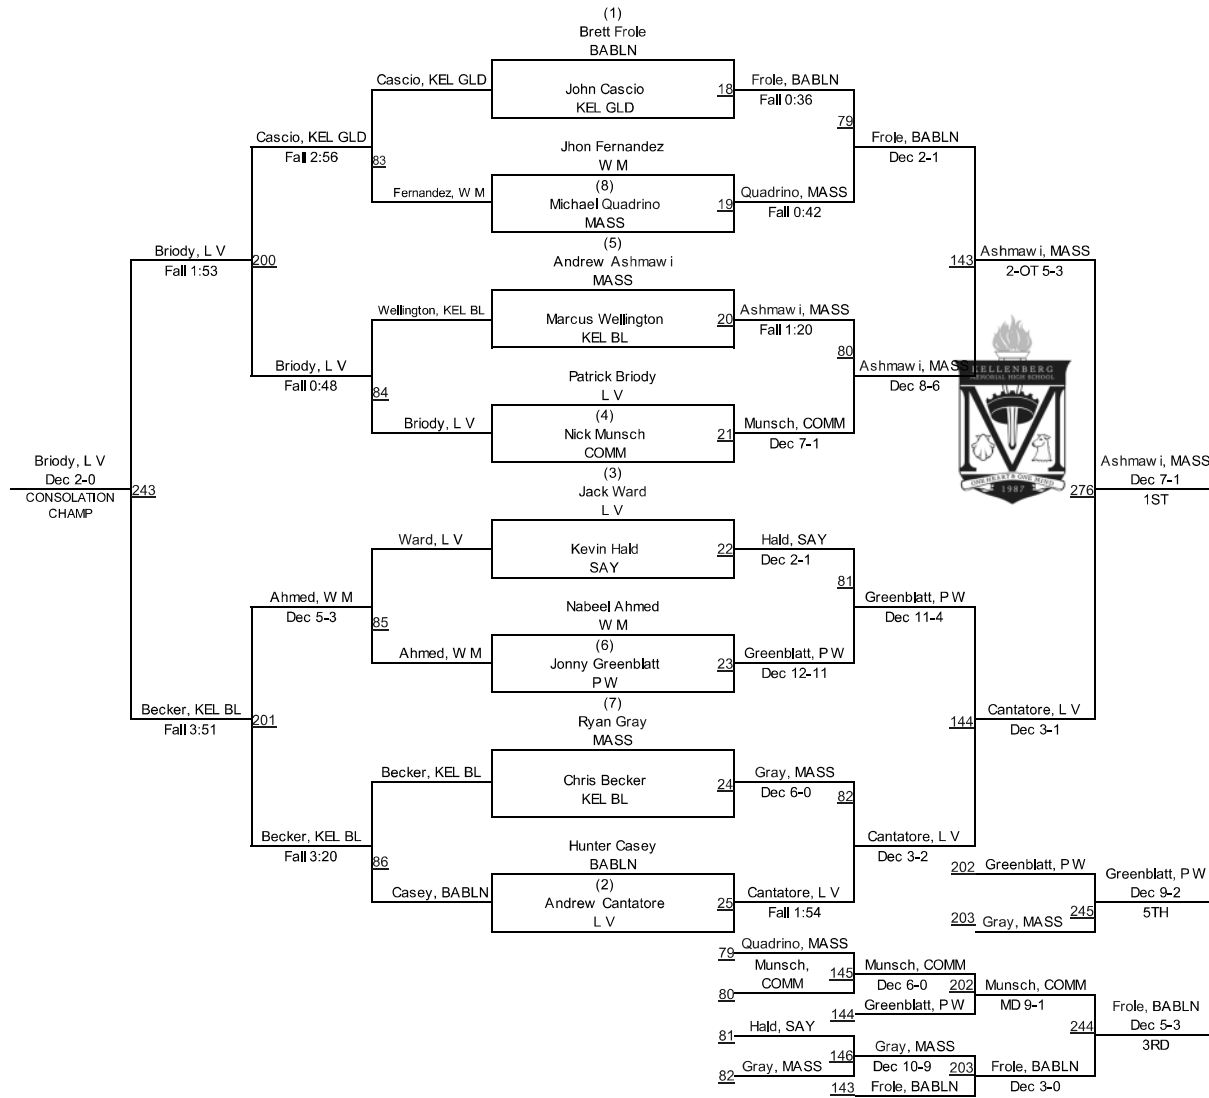 (1)
Brett Frole
BABLN
Cascio, KEL GLD
John Cascio
KEL GLD
18
Frole, BABLN
Fall 0:36
79
Cascio, KEL GLD
Fall 2:56
83
Jhon Fernandez
W M
Frole, BABLN
Dec 2-1
Fernandez, W M
(8)
Michael Quadrino
MASS
19
Quadrino, MASS
Fall 0:42
Briody, L V
Fall 1:53
200
(5)
Andrew Ashmawi
MASS
143
Ashmawi, MASS
2-OT 5-3
Wellington, KEL BL
Marcus Wellington
KEL BL
20
Ashmawi, MASS
Fall 1:20
80
Briody, L V
Fall 0:48
84
Patrick Briody
L V
Ashmawi, MASS
Dec 8-6
KELLENBERG
MEMORIAL HIGH SCHOOL
Briody, L V
(4)
Nick Munsch
COMM
21
Munsch, COMM
Dec 7-1
ONE HEART & ONE MIND
1987
Briody, L V
Dec 2-0
CONSOLATION
CHAMP
243
(3)
Jack Ward
L V
276
Ashmawi, MASS
Dec 7-1
1ST
Ward, L V
Kevin Hald
SAY
22
Hald, SAY
Dec 2-1
81
Ahmed, W M
Dec 5-3
85
Nabeel Ahmed
W M
Greenblatt, P W
Dec 11-4
Ahmed, W M
(6)
Jonny Greenblatt
P W
23
Greenblatt, P W
Dec 12-11
Becker, KEL BL
Fall 3:51
201
(7)
Ryan Gray
MASS
144
Cantatore, L V
Dec 3-1
Becker, KEL BL
Chris Becker
KEL BL
24
Gray, MASS
Dec 6-0
82
Becker, KEL BL
Fall 3:20
86
Hunter Casey
BABLN
Cantatore, L V
Dec 3-2
Casey, BABLN
(2)
Andrew Cantatore
L V
25
Cantatore, L V
Fall 1:54
202
Greenblatt, P W
203
Gray, MASS
245
Greenblatt, P W
Dec 9-2
5TH
79
Quadrino, MASS
80
Munsch,
COMM
145
Munsch, COMM
Dec 6-0
144
Greenblatt, P W
202
Munsch, COMM
MD 9-1
81
Hald, SAY
82
Gray, MASS
146
Gray, MASS
Dec 10-9
143
Frole, BABLN
203
Frole, BABLN
Dec 3-0
244
Frole, BABLN
Dec 5-3
3RD